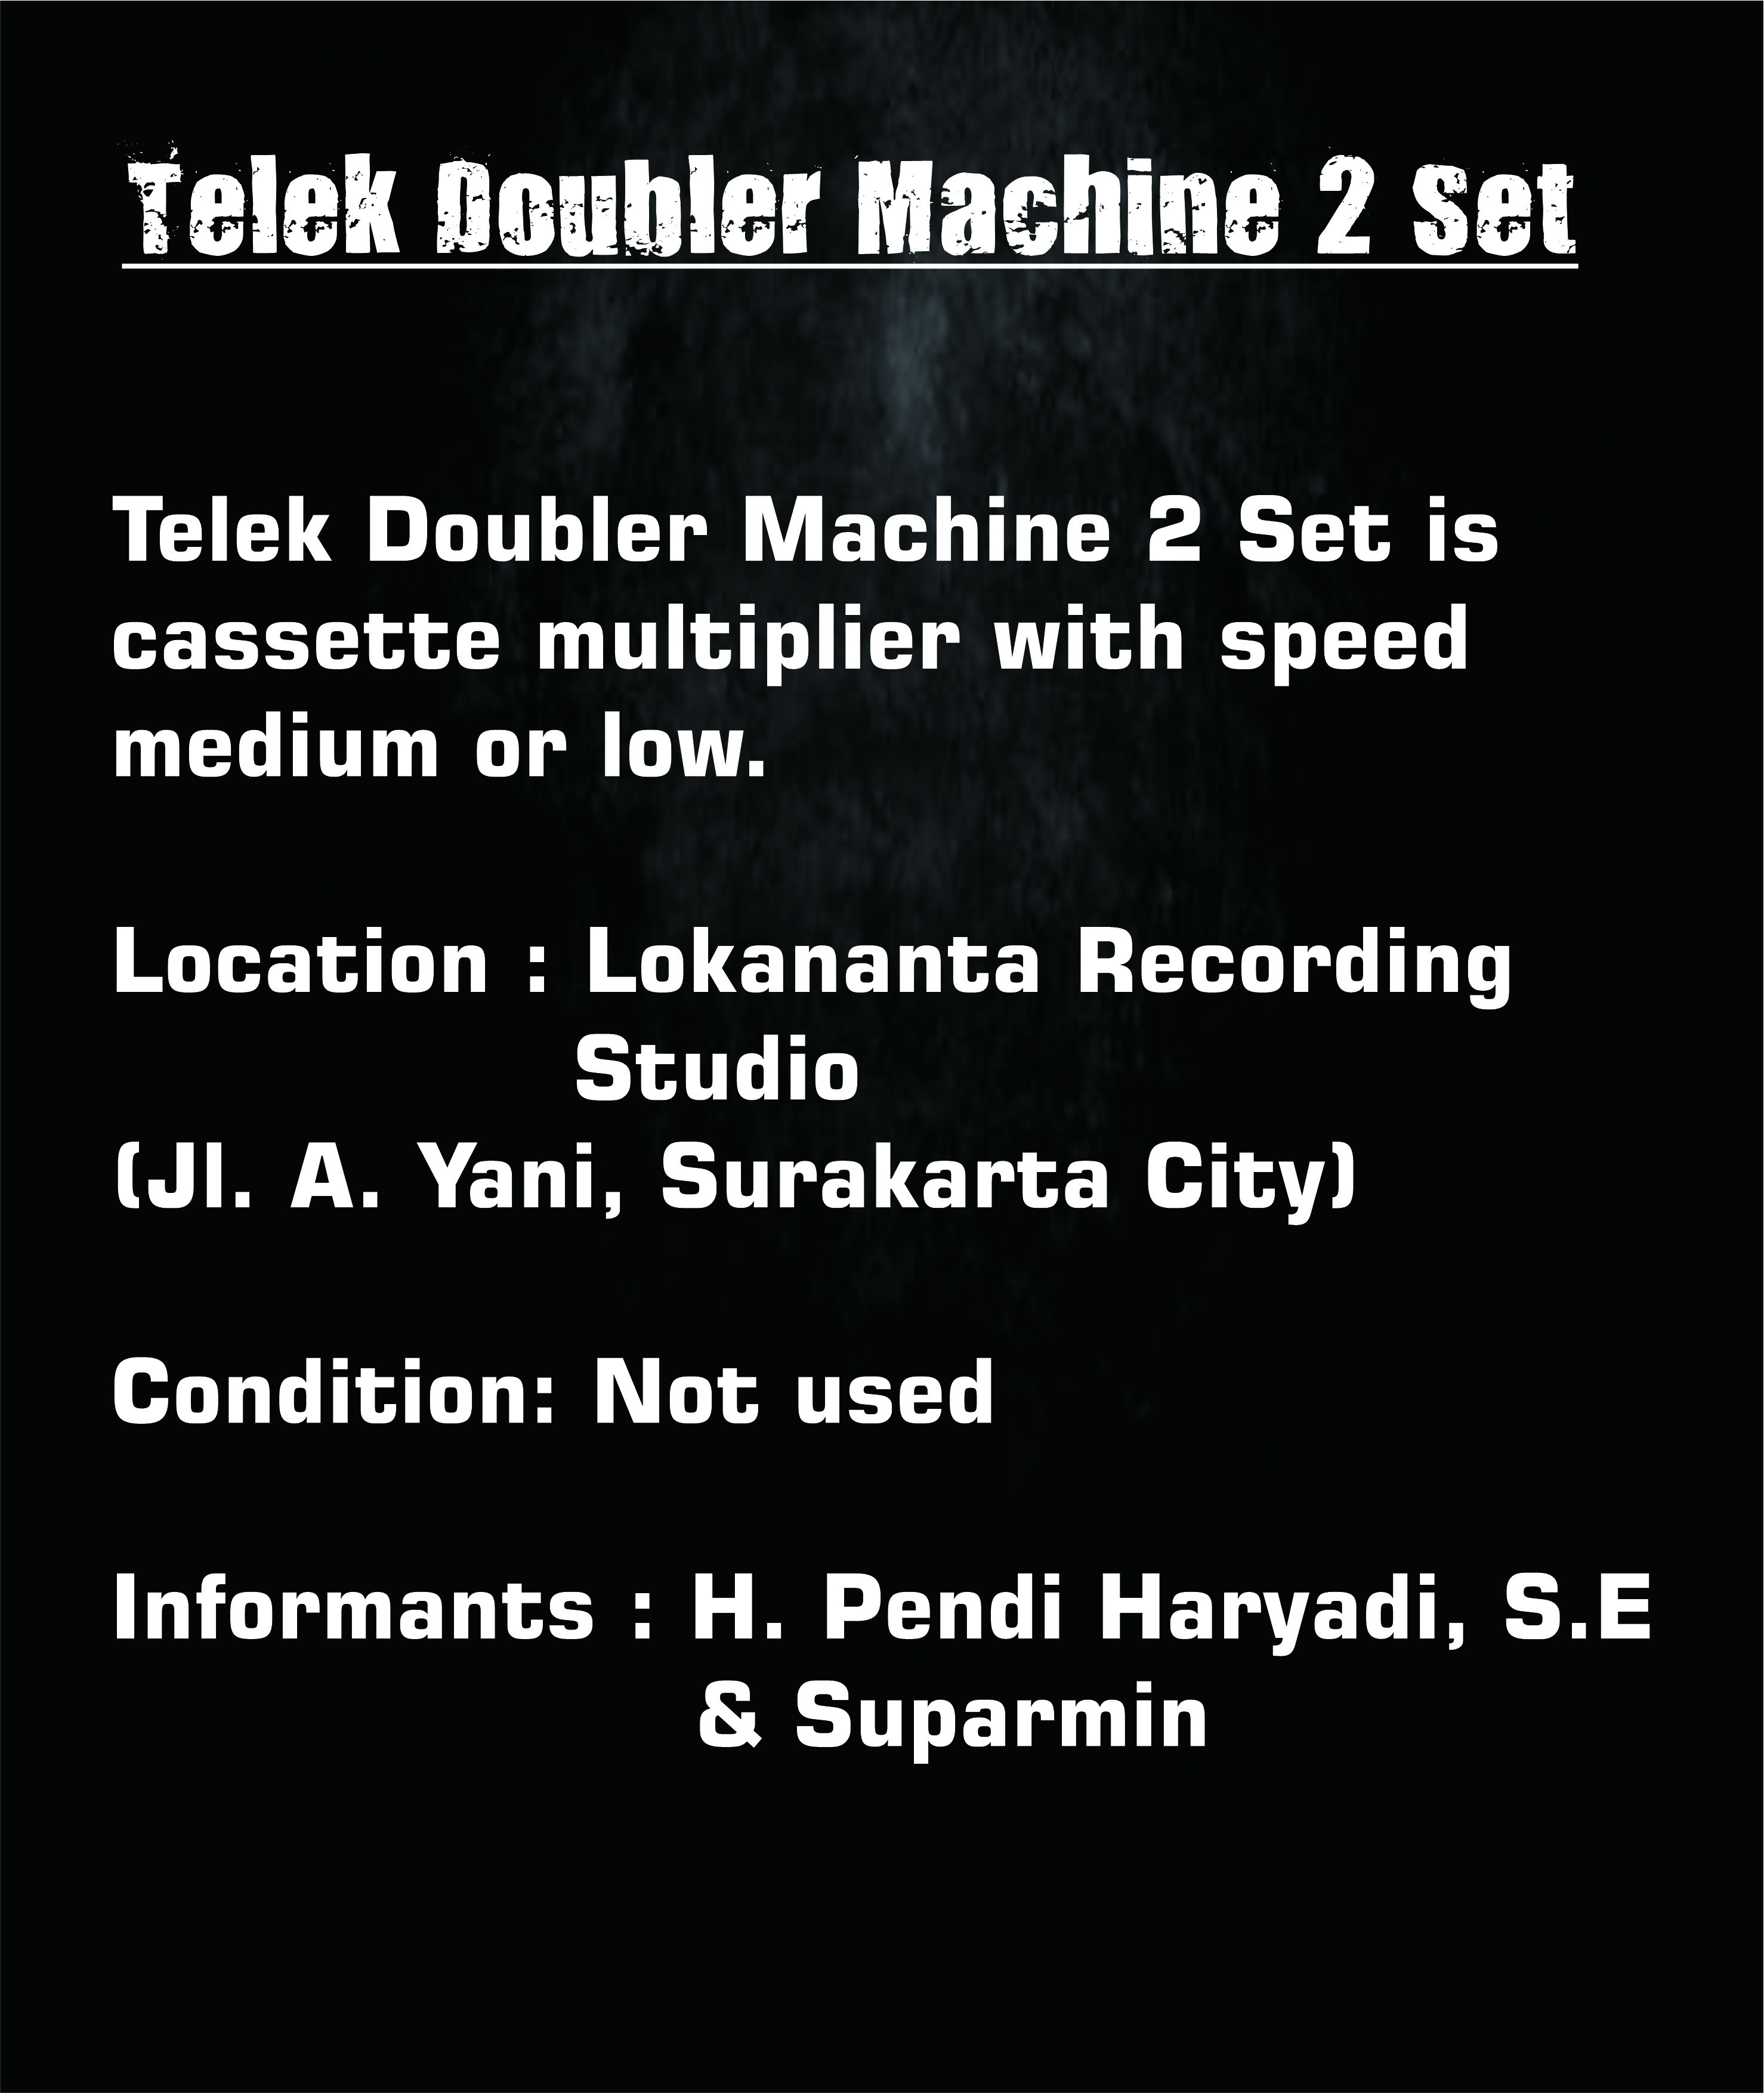 Telek Doubler Machine 2 Set
Telek Doubler Machine 2 Set is
cassette multiplier with speed
medium or low.
Location : Lokananta Recording
Studio
(Jl. A. Yani, Surakarta City)
Condition: Not used
Informants : H. Pendi Haryadi, S.E
& Suparmin